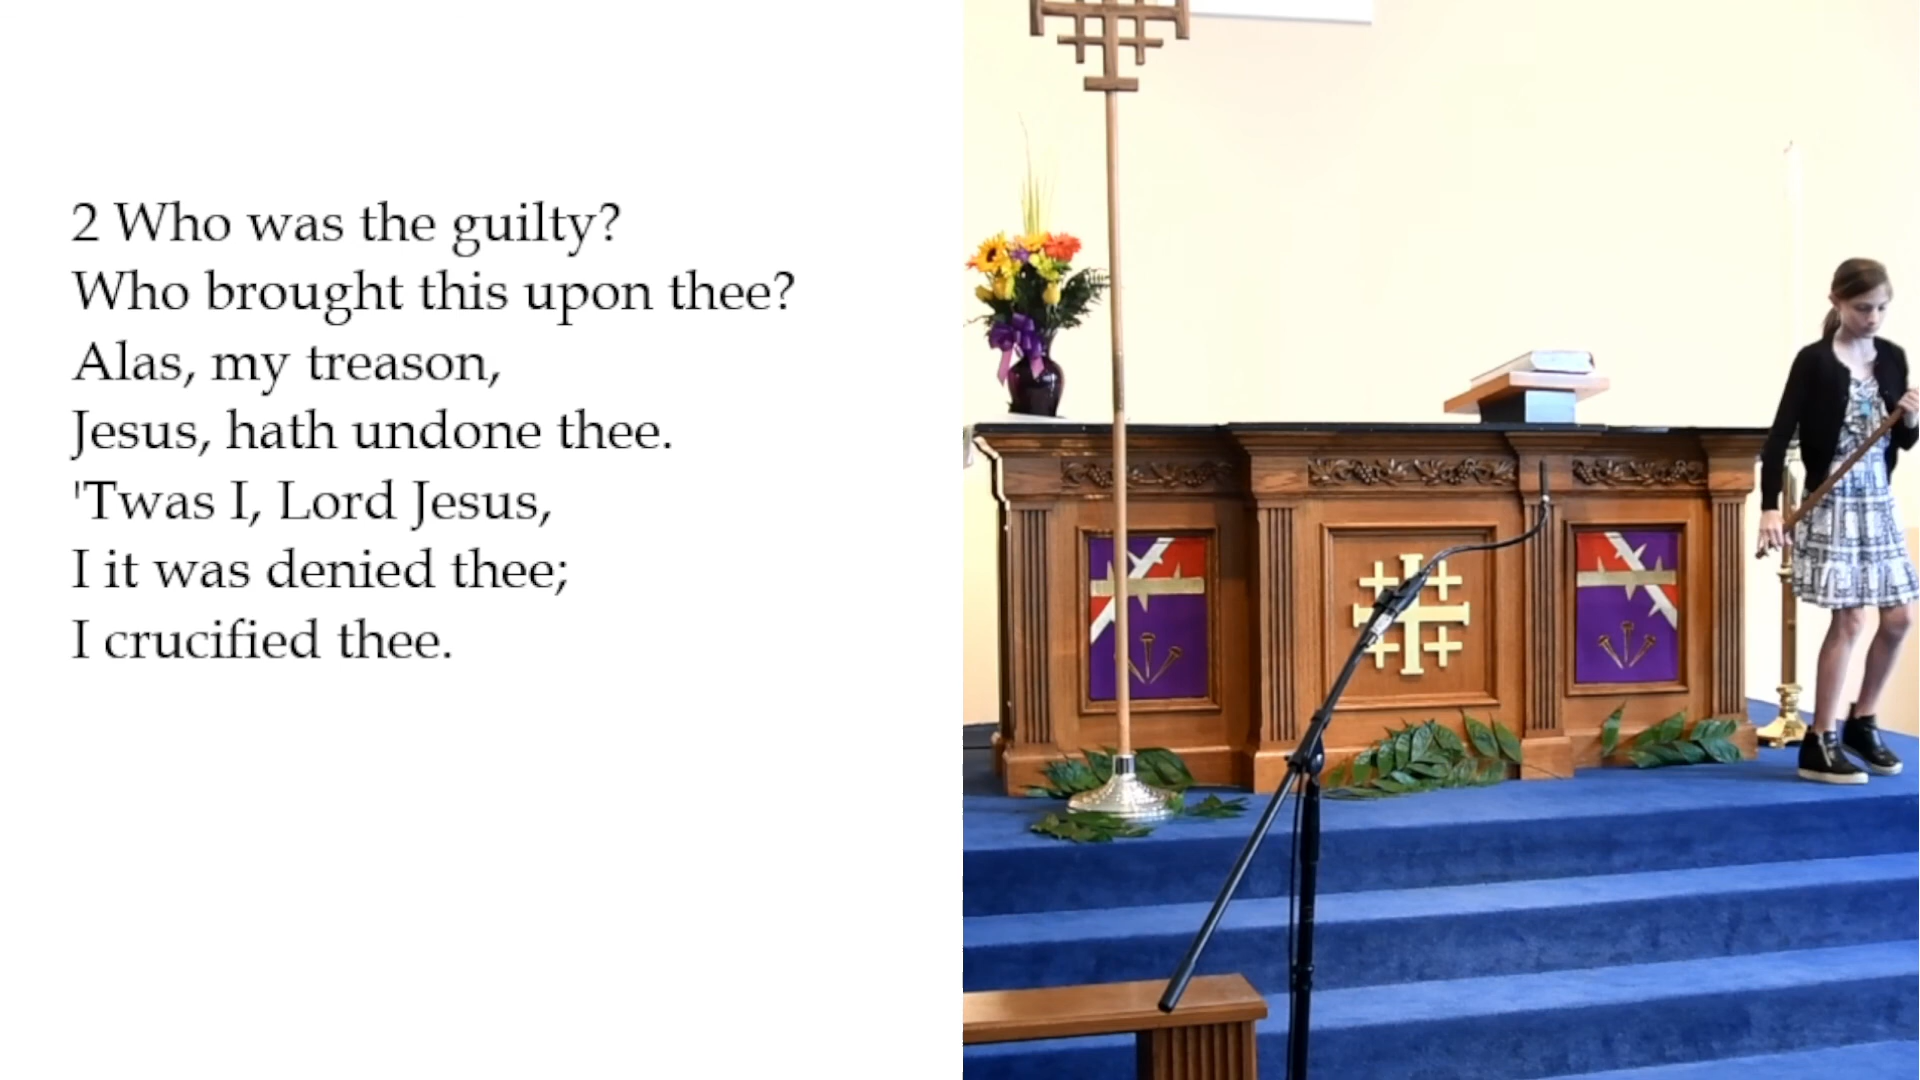 2 Who was the guilty?
Who brought this upon thee?
Alas, my treason,
Jesus, hath undone thee.
'Twas I, Lord Jesus,
I it was denied thee;
I crucified thee.